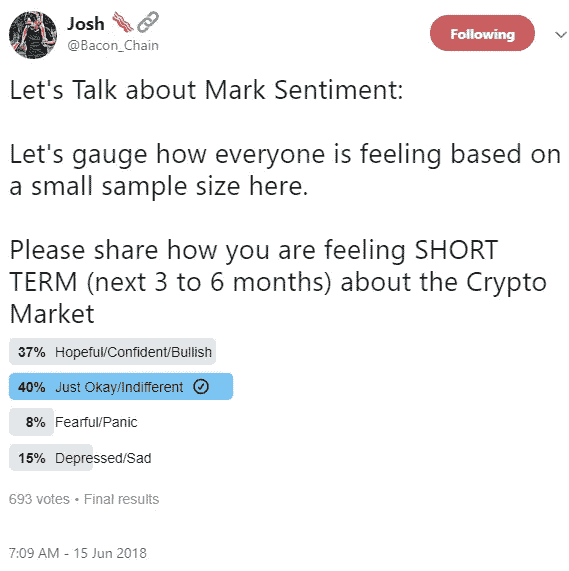 Josh 🥓🔗
@Bacon_Chain
Following
Let's Talk about Mark Sentiment:
Let's gauge how everyone is feeling based on
a small sample size here.
Please share how you are feeling SHORT
TERM (next 3 to 6 months) about the Crypto
Market
37% Hopeful/Confident/Bullish
40% Just Okay/Indifferent
8% Fearful/Panic
15% Depressed/Sad
693 votes • Final results
7:09 AM - 15 Jun 2018